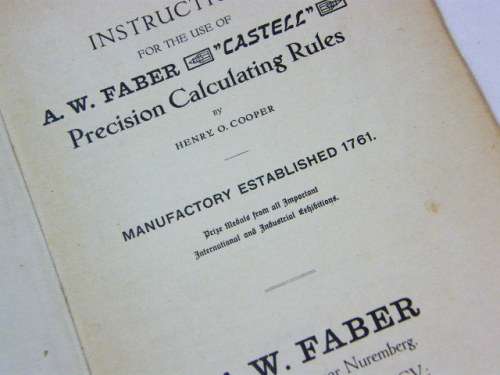 INSTRUCTION
FOR THE USE OF
A. W. FABER "CASTELL"
Precision Calculating Rules
BY
HENRY. O. COOPER
MANUFACTORY ESTABLISHED 1761.
Prize Medals from all Important
International and Industrial Exhibitions.
W. FABER
Nuremberg.